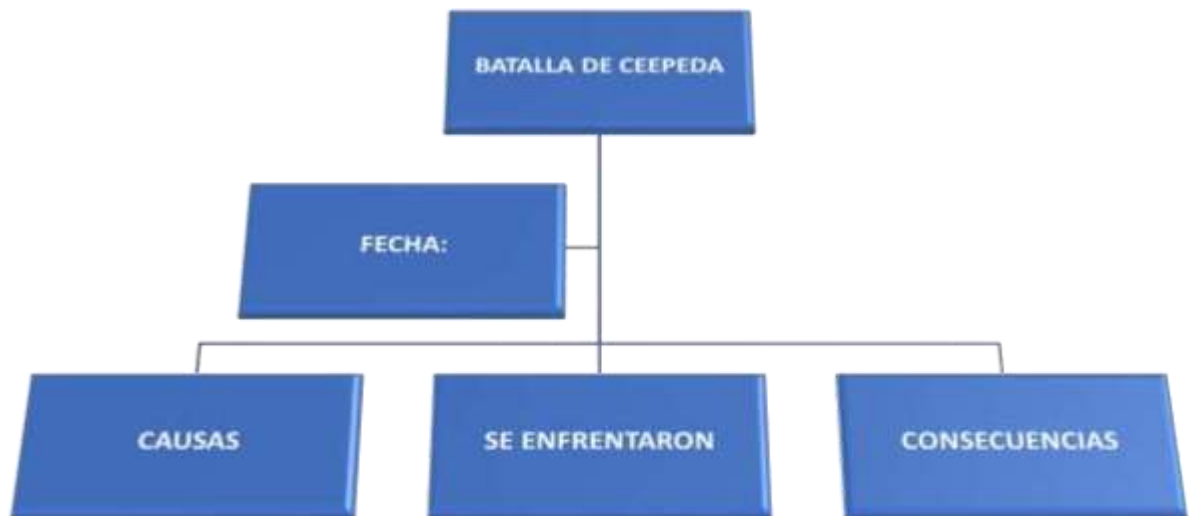 BATALLA DE CEEPEDA
FECHA:
CAUSAS
SE ENFRENTARON
CONSECUENCIAS